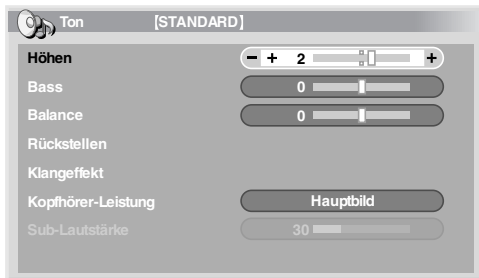 Ton [STANDARD]
Höhen - + 2 +
Bass 0
Balance 0
Rückstellen
Klangeffekt
Kopfhörer-Leistung Hauptbild
Sub-Lautstärke 30